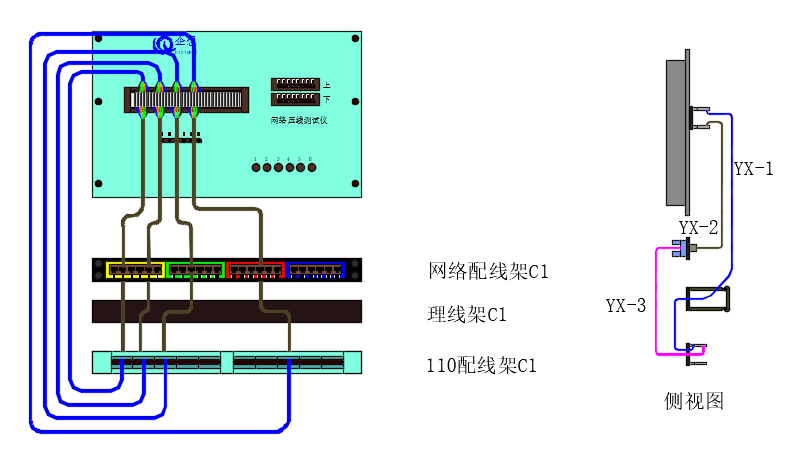 企想
上
下
网络压线测试仪
1 2 3 4 5 6
YX-1
YX-2
网络配线架C1
理线架C1
YX-3
110配线架C1
侧视图